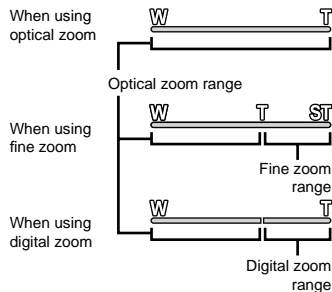 When using
optical zoom
W T
Optical zoom range
When using
fine zoom
W T ST
Fine zoom
range
When using
digital zoom
W T
Digital zoom
range